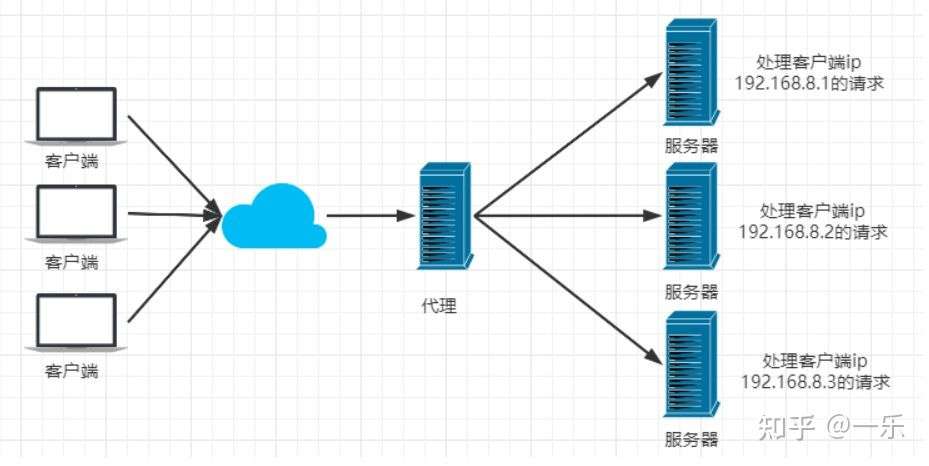 客户端
客户端
客户端
代理
服务器
处理客户端ip
192.168.8.1的请求
服务器
处理客户端ip
192.168.8.2的请求
服务器
处理客户端ip
192.168.8.3的请求
知乎 @一乐